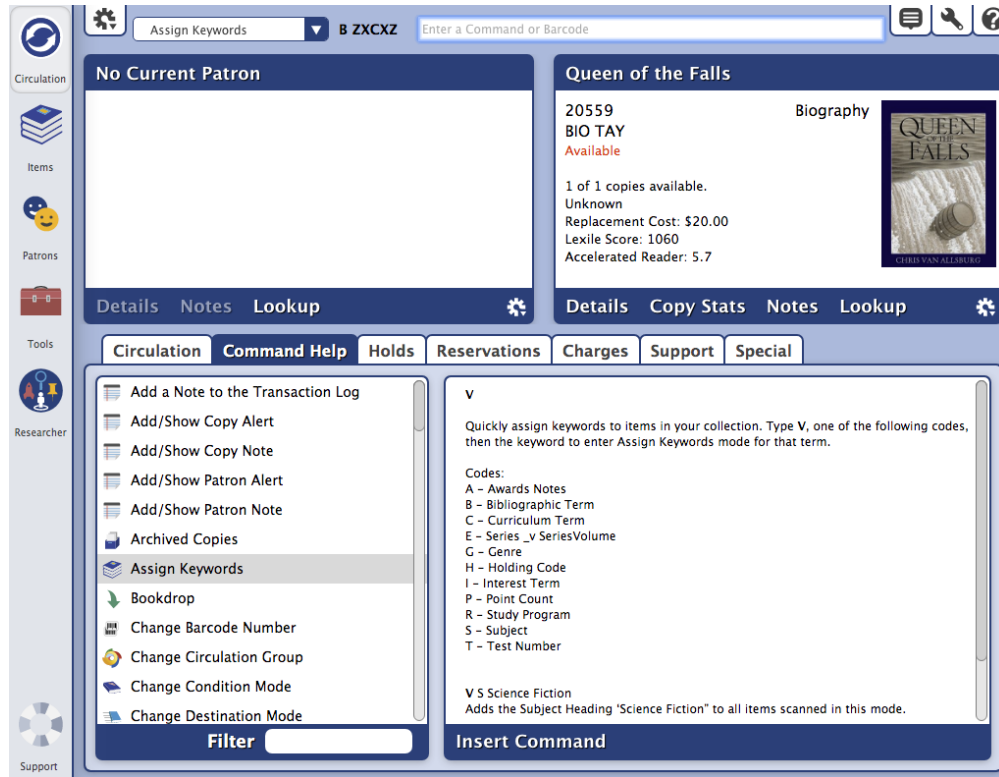 Circulation
Items
Patrons
Tools
Researcher
Support
Assign Keywords
B ZXCXZ
Enter a Command or Barcode
No Current Patron
Details Notes Lookup
Queen of the Falls
20559 Biography
BIO TAY
Available
1 of 1 copies available.
Unknown
Replacement Cost: $20.00
Lexile Score: 1060
Accelerated Reader: 5.7
QUEEN
OF THE
FALLS
CHRIS VAN ALLSBURG
Details Copy Stats Notes Lookup
Circulation Command Help Holds Reservations Charges Support Special
Add a Note to the Transaction Log
Add/Show Copy Alert
Add/Show Copy Note
Add/Show Patron Alert
Add/Show Patron Note
Archived Copies
Assign Keywords
Bookdrop
Change Barcode Number
Change Circulation Group
Change Condition Mode
Change Destination Mode
Filter
V
Quickly assign keywords to items in your collection. Type V, one of the following codes,
then the keyword to enter Assign Keywords mode for that term.
Codes:
A – Awards Notes
B – Bibliographic Term
C – Curriculum Term
E – Series _v SeriesVolume
G – Genre
H – Holding Code
I – Interest Term
P – Point Count
R – Study Program
S – Subject
T – Test Number
V S Science Fiction
Adds the Subject Heading 'Science Fiction" to all items scanned in this mode.
Insert Command